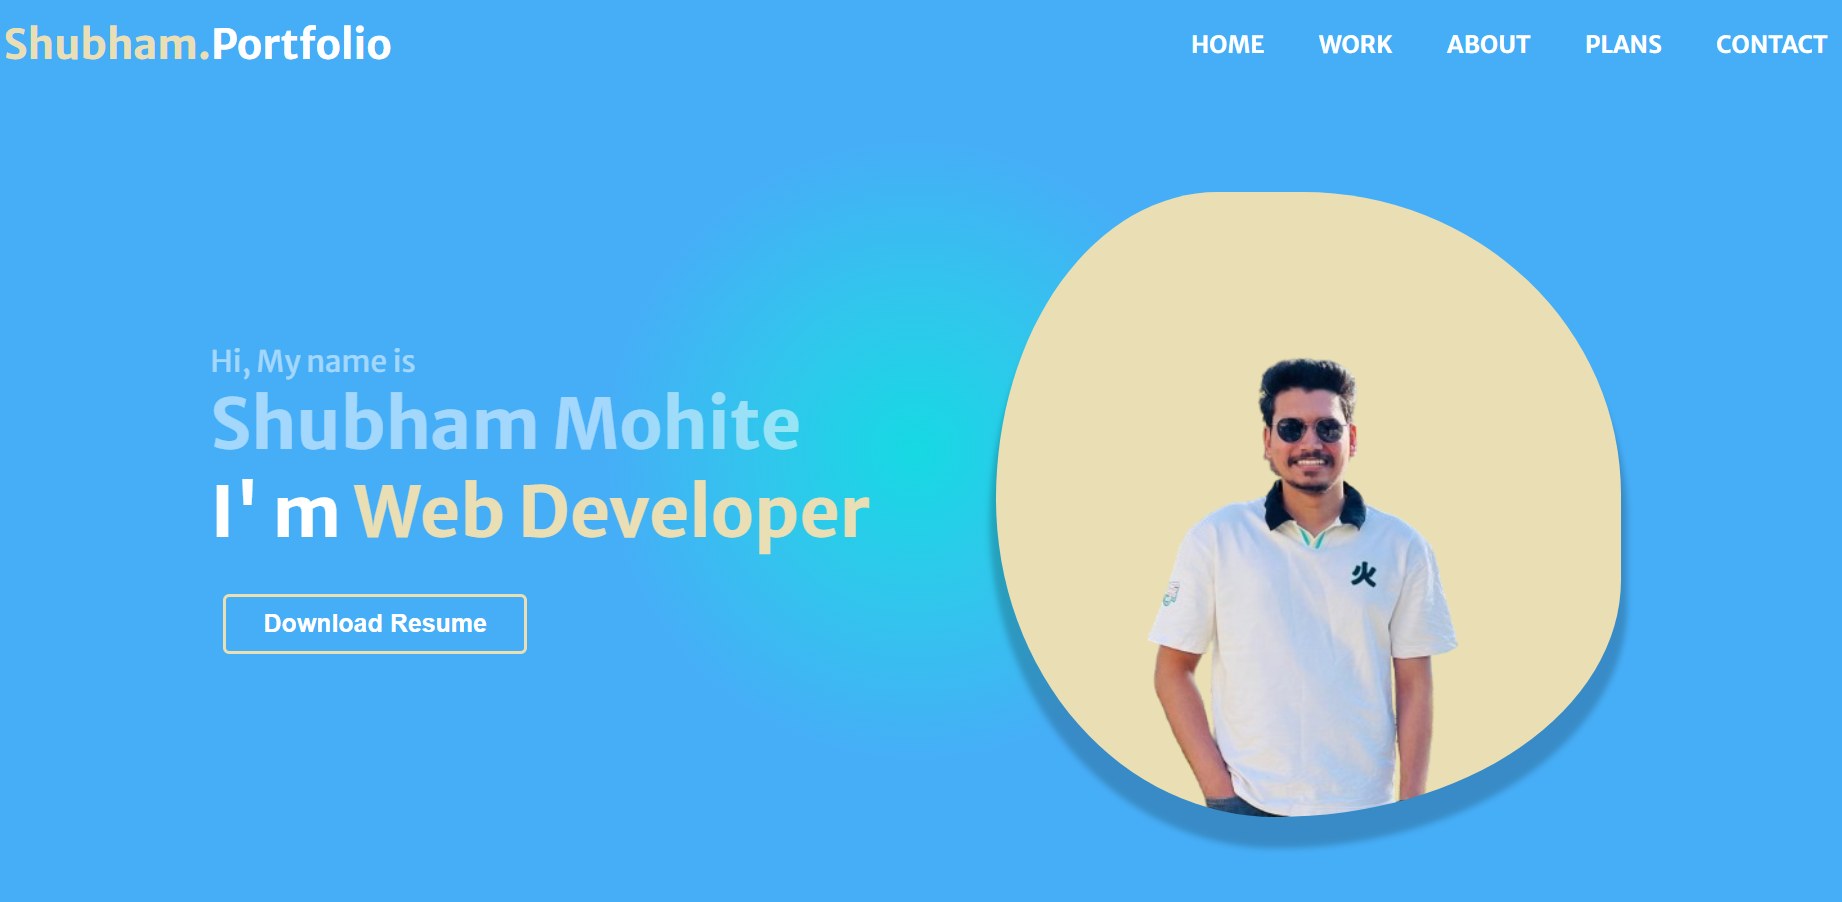 Shubham.Portfolio
HOME WORK ABOUT PLANS CONTACT
Hi, My name is
Shubham Mohite
I'm Web Developer
Download Resume
火